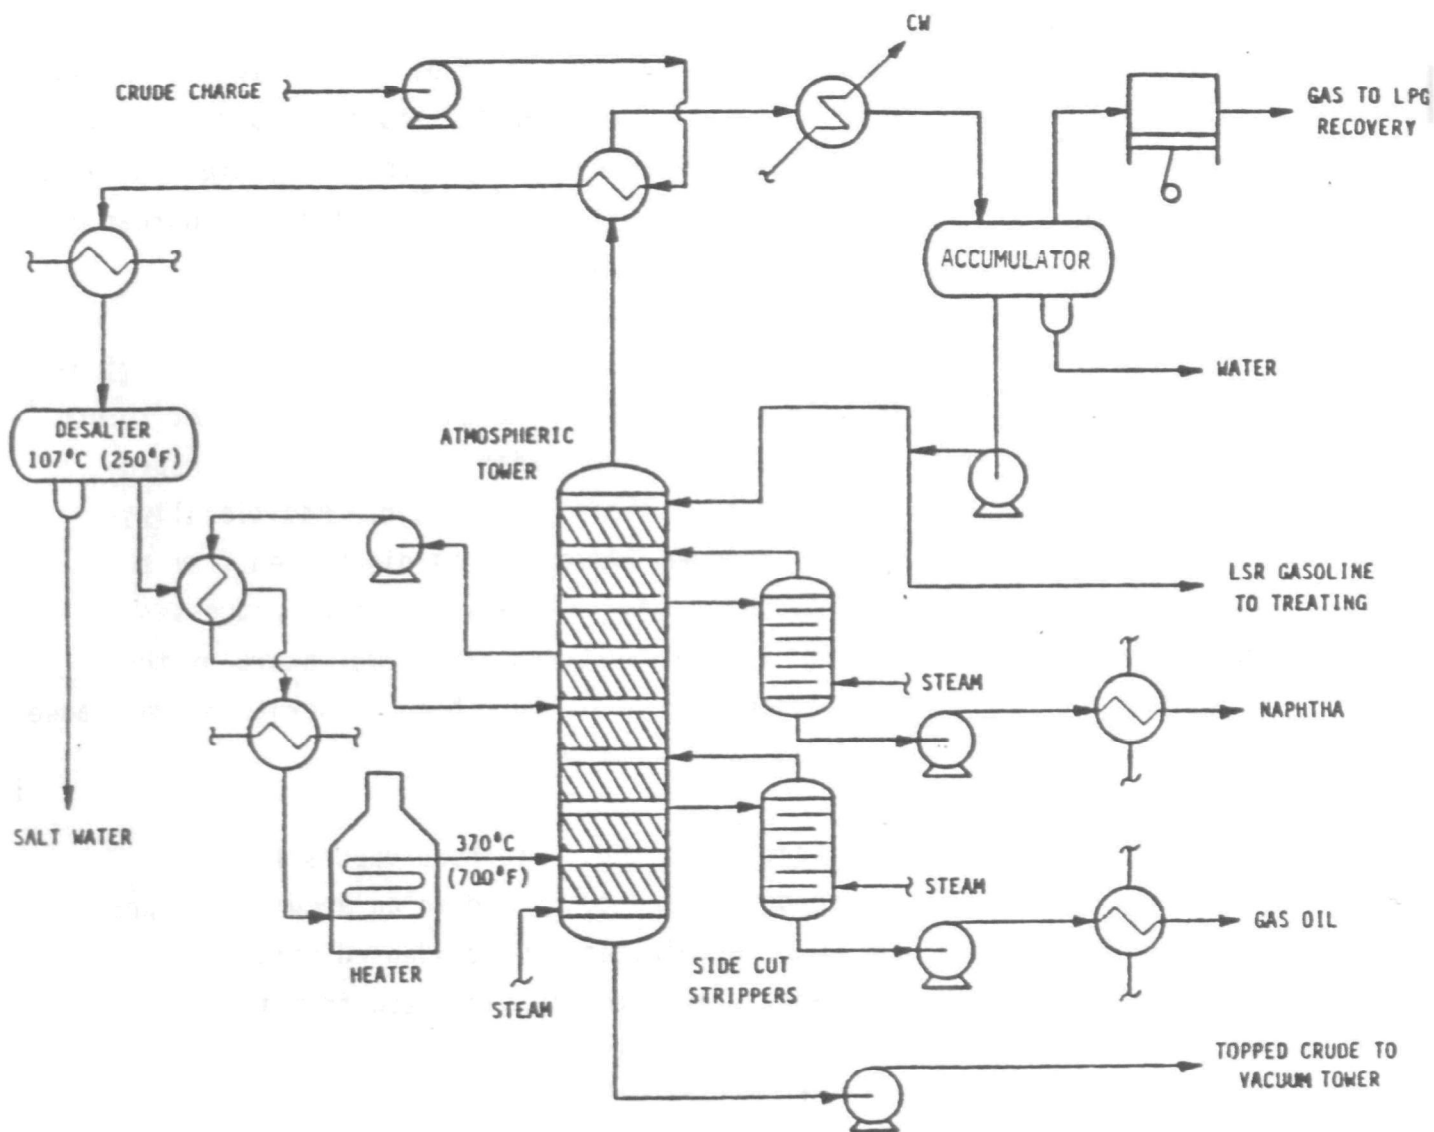 CW
CRUDE CHARGE
GAS TO LPG
RECOVERY
ACCUMULATOR
WATER
DESALTER
107°C (250°F)
ATMOSPHERIC
TOWER
LSR GASOLINE
TO TREATING
STEAM
NAPHTHA
SALT WATER
370°C
(700°F)
STEAM
GAS OIL
HEATER
SIDE CUT
STRIPPERS
STEAM
TOPPED CRUDE TO
VACUUM TOWER